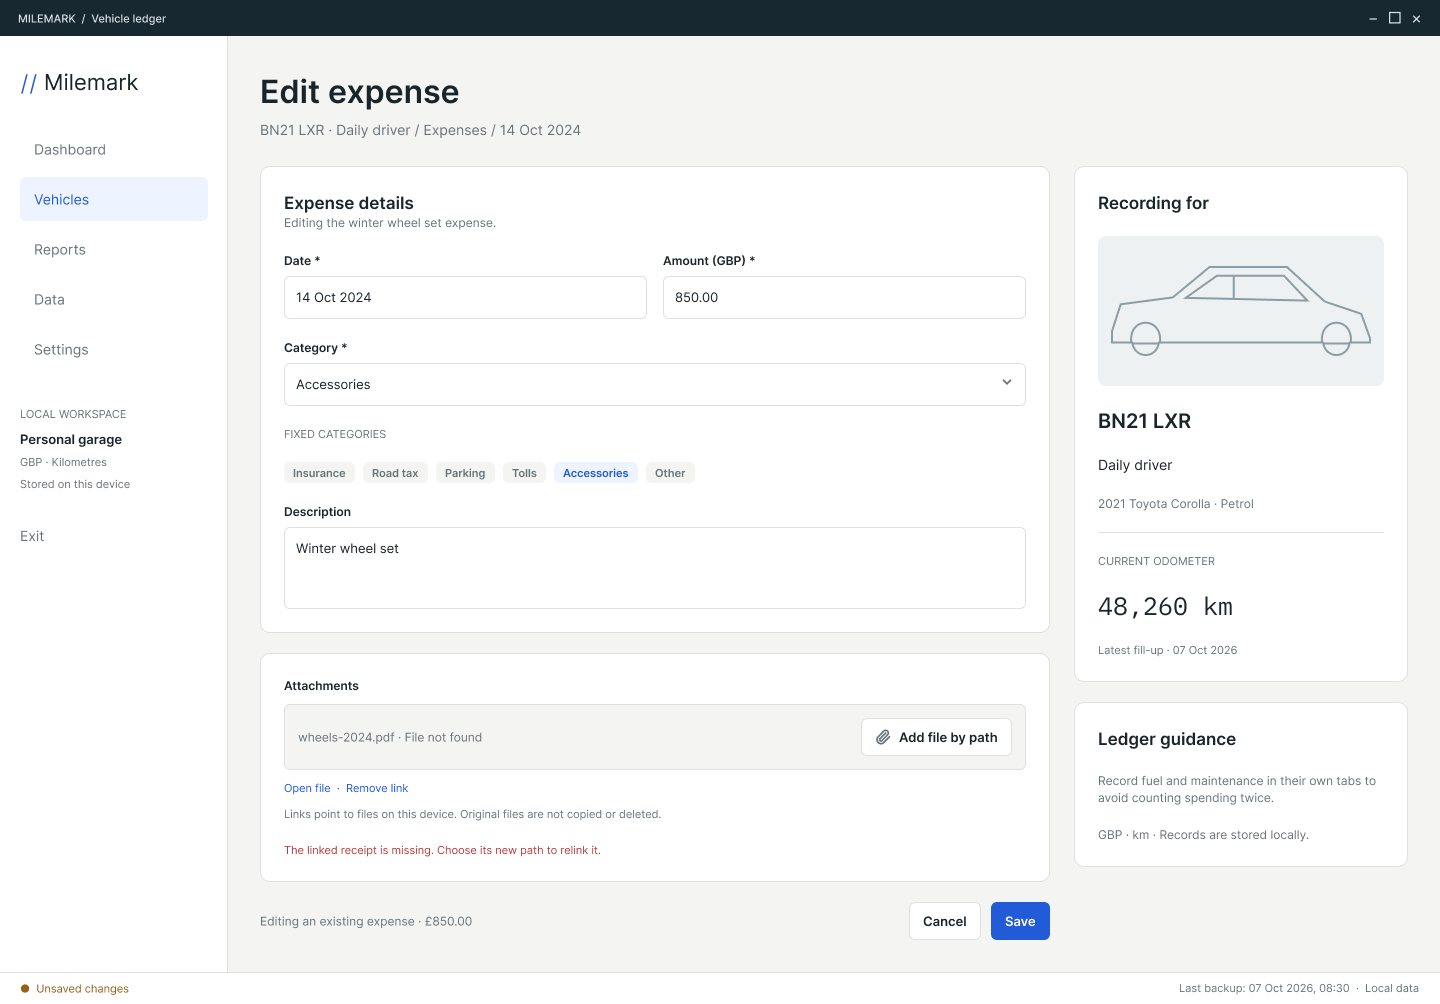 MILEMARK / Vehicle ledger
// Milemark
Dashboard
Vehicles
Reports
Data
Settings
LOCAL WORKSPACE
Personal garage
GBP · Kilometres
Stored on this device
Exit
Edit expense
BN21 LXR · Daily driver / Expenses / 14 Oct 2024
Expense details
Editing the winter wheel set expense.
Date *
Amount (GBP) *
14 Oct 2024
850.00
Category *
Accessories
FIXED CATEGORIES
Insurance Road tax Parking Tolls Accessories Other
Description
Winter wheel set
Attachments
wheels-2024.pdf · File not found
Add file by path
Open file · Remove link
Links point to files on this device. Original files are not copied or deleted.
The linked receipt is missing. Choose its new path to relink it.
Editing an existing expense · £850.00
Cancel
Save
Recording for
BN21 LXR
Daily driver
2021 Toyota Corolla · Petrol
CURRENT ODOMETER
48,260 km
Latest fill-up · 07 Oct 2026
Ledger guidance
Record fuel and maintenance in their own tabs to
avoid counting spending twice.
GBP · km · Records are stored locally.
Unsaved changes
Last backup: 07 Oct 2026, 08:30 · Local data